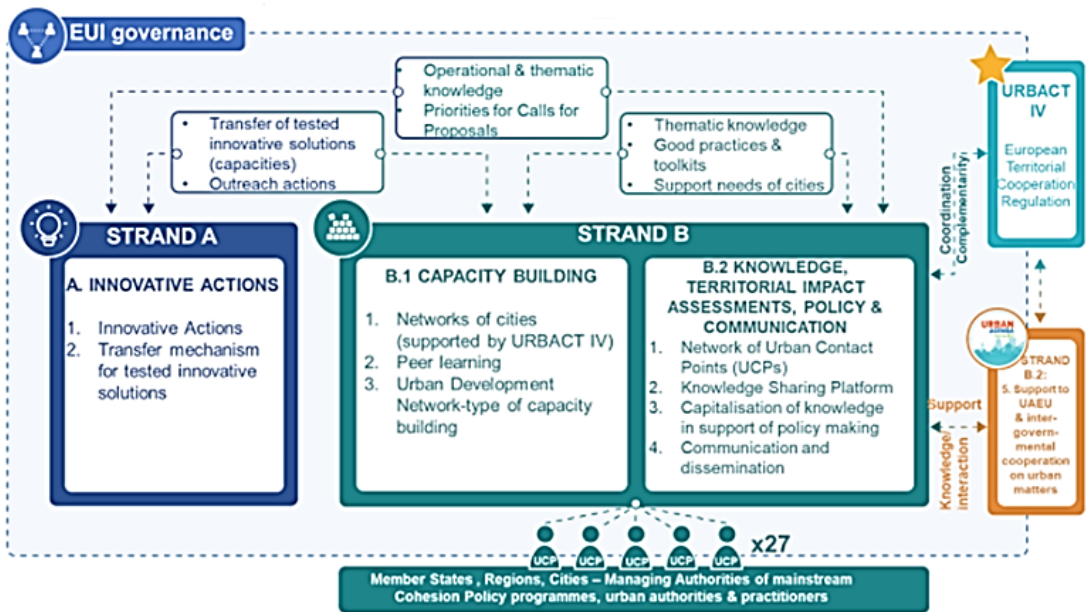 EUI governance
• Operational & thematic
knowledge
• Priorities for Calls for
Proposals
• Transfer of tested
innovative solutions
(capacities)
• Outreach actions
• Thematic knowledge
• Good practices &
toolkits
• Support needs of cities
URBACT
IV
European
Territorial
Cooperation
Regulation
Coordination
Complementarity
STRAND A
A. INNOVATIVE ACTIONS
1. Innovative Actions
2. Transfer mechanism
for tested innovative
solutions
STRAND B
B.1 CAPACITY BUILDING
1. Networks of cities
(supported by URBACT IV)
2. Peer learning
3. Urban Development
Network-type of capacity
building
B.2 KNOWLEDGE,
TERRITORIAL IMPACT
ASSESSMENTS, POLICY &
COMMUNICATION
1. Network of Urban Contact
Points (UCPs)
2. Knowledge Sharing Platform
3. Capitalisation of knowledge
in support of policy making
4. Communication and
dissemination
URBAN
AGENDA
STRAND
B.2:
5. Support to
UAEU
& inter-
govern-
mental
cooperation
on urban
matters
Support
Knowledge/
interaction
UCP UCP UCP UCP UCP
x27
Member States , Regions, Cities – Managing Authorities of mainstream
Cohesion Policy programmes, urban authorities & practitioners